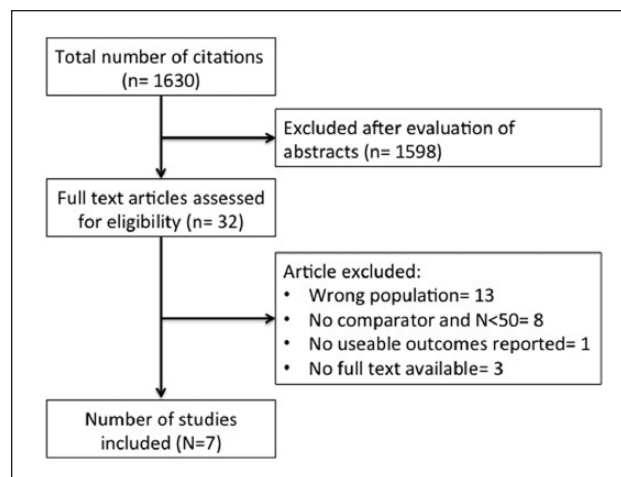 Total number of citations
(n= 1630)
Excluded after evaluation of
abstracts (n= 1598)
Full text articles assessed
for eligibility (n= 32)
Article excluded:
• Wrong population= 13
• No comparator and N<50= 8
• No useable outcomes reported= 1
• No full text available= 3
Number of studies
included (N=7)